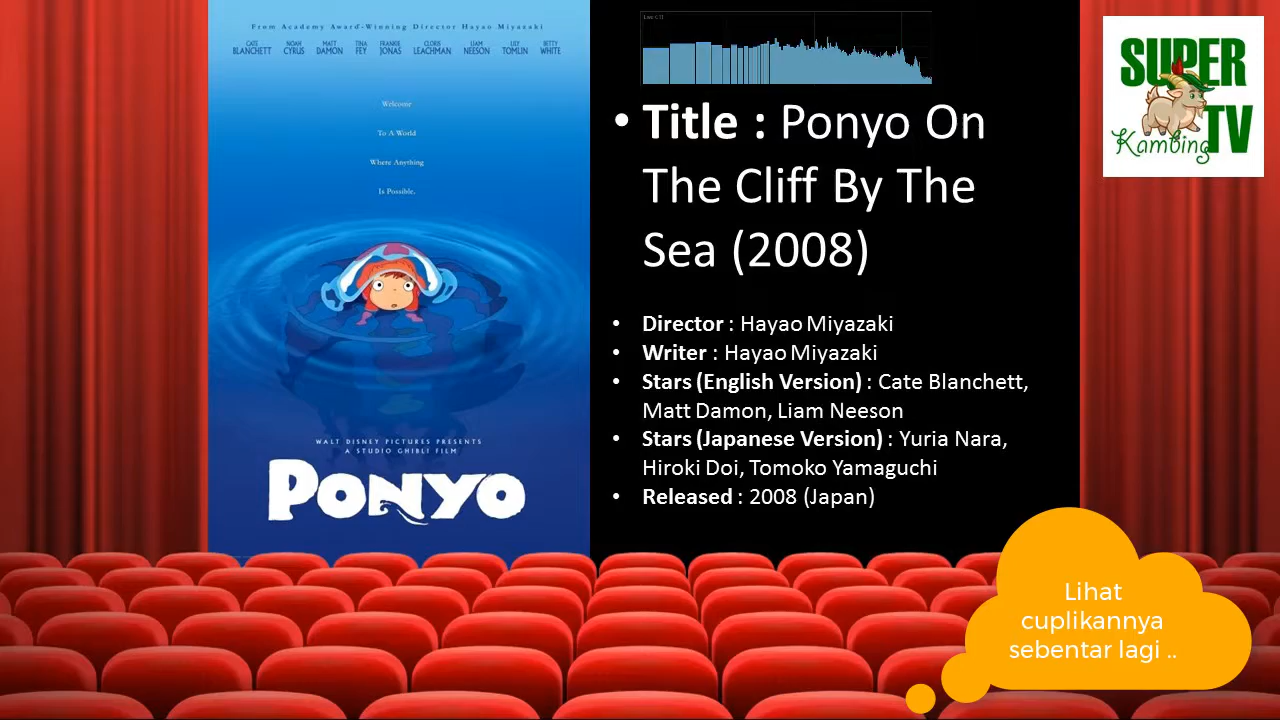 From Academy Award-Winning Director Hayao Miyazaki
CATE BLANCHETT NOAH CYRUS MATT DAMON TINA FEY FRANKIE JONAS CLORIS LEACHMAN LIAM NEESON LILY TOMLIN BETTY WHITE
Welcome
To A World
Where Anything
Is Possible.
WALT DISNEY PICTURES PRESENTS
A STUDIO GHIBLI FILM
PONYO
• Title : Ponyo On
The Cliff By The
Sea (2008)
• Director : Hayao Miyazaki
• Writer : Hayao Miyazaki
• Stars (English Version) : Cate Blanchett,
Matt Damon, Liam Neeson
• Stars (Japanese Version) : Yuria Nara,
Hiroki Doi, Tomoko Yamaguchi
• Released : 2008 (Japan)
SUPER
Kambing TV
Lihat
cuplikannya
sebentar lagi ..